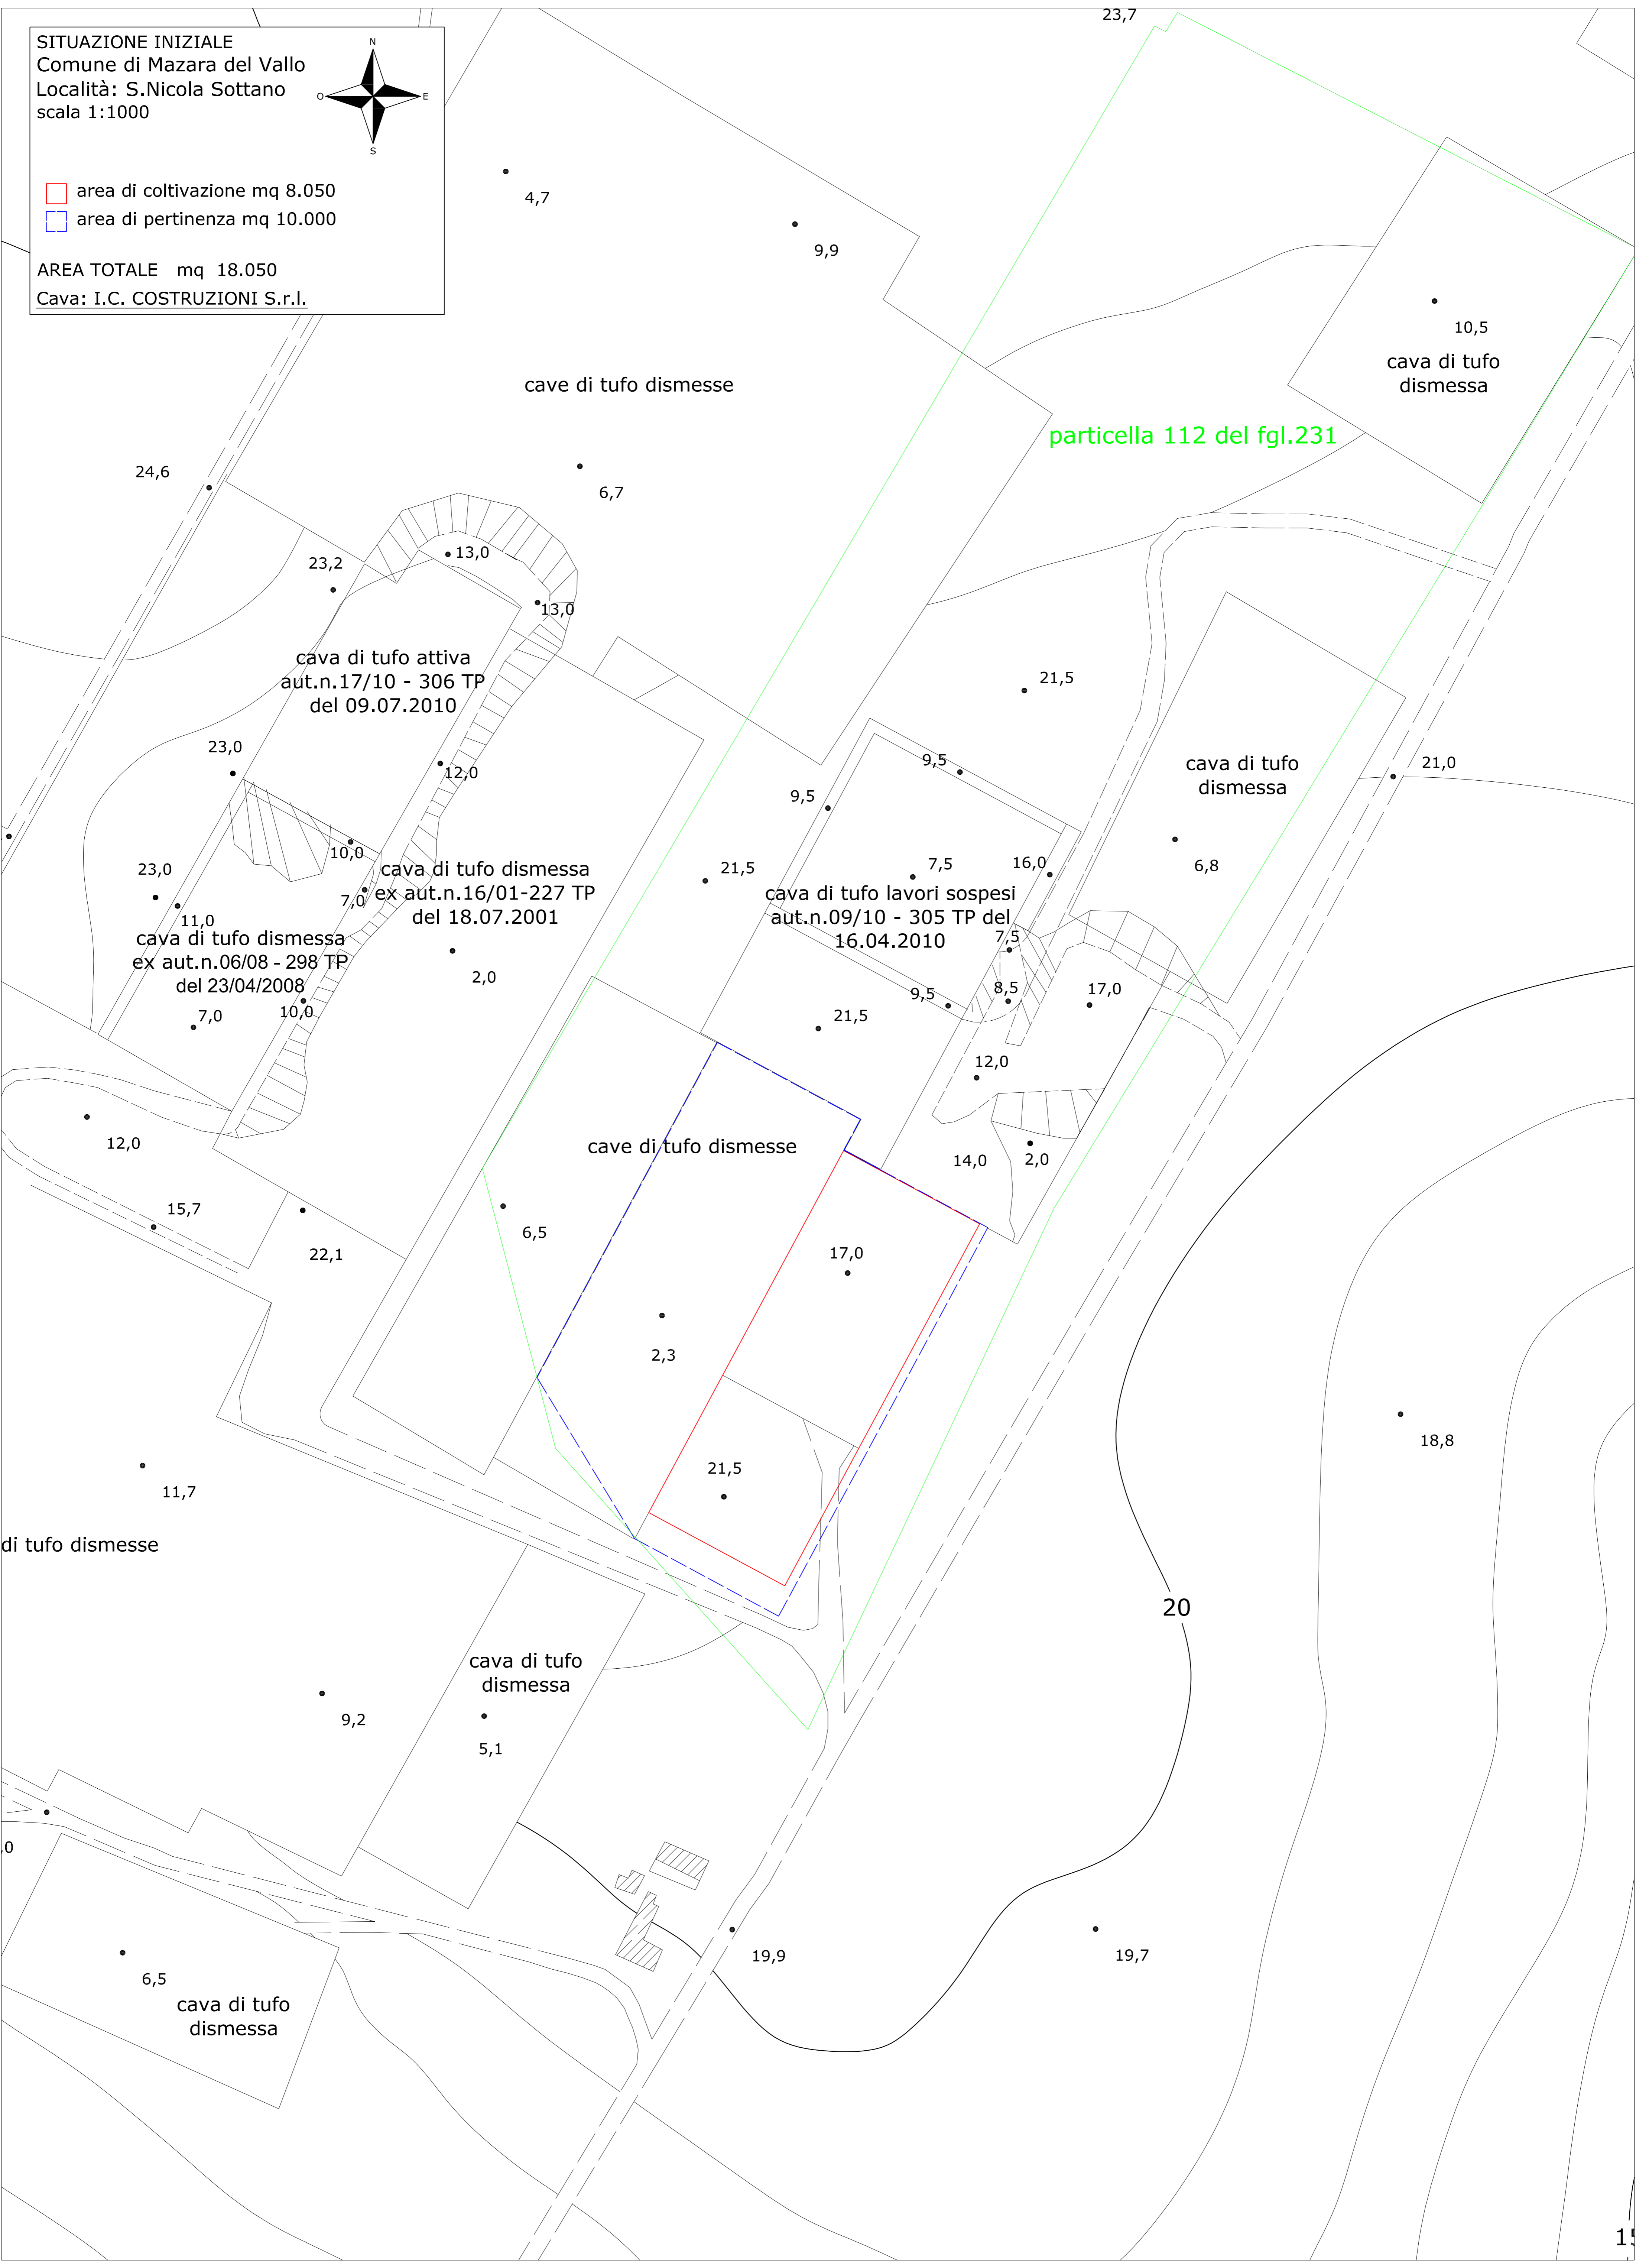 SITUAZIONE INIZIALE
Comune di Mazara del Vallo
Località: S.Nicola Sottano
scala 1:1000
N
O
E
S
area di coltivazione mq 8.050
area di pertinenza mq 10.000
AREA TOTALE mq 18.050
Cava: I.C. COSTRUZIONI S.r.l.
23,7
4,7
9,9
10,5
cava di tufo
dismessa
cave di tufo dismesse
particella 112 del fgl.231
24,6
6,7
13,0
23,2
13,0
cava di tufo attiva
aut.n.17/10 - 306 TP
del 09.07.2010
21,5
23,0
12,0
9,5
9,5
cava di tufo
dismessa
21,0
10,0
23,0
7,0
cava di tufo dismessa
ex aut.n.16/01-227 TP
del 18.07.2001
21,5
7,5
16,0
6,8
cava di tufo lavori sospesi
aut.n.09/10 - 305 TP del
16.04.2010
11,0
cava di tufo dismessa
ex aut.n.06/08 - 298 TP
del 23/04/2008
7,5
2,0
8,5
17,0
9,5
7,0
10,0
21,5
12,0
12,0
cave di tufo dismesse
14,0
2,0
15,7
6,5
22,1
17,0
2,3
18,8
21,5
11,7
di tufo dismesse
20
cava di tufo
dismessa
9,2
5,1
,0
19,9
19,7
6,5
cava di tufo
dismessa